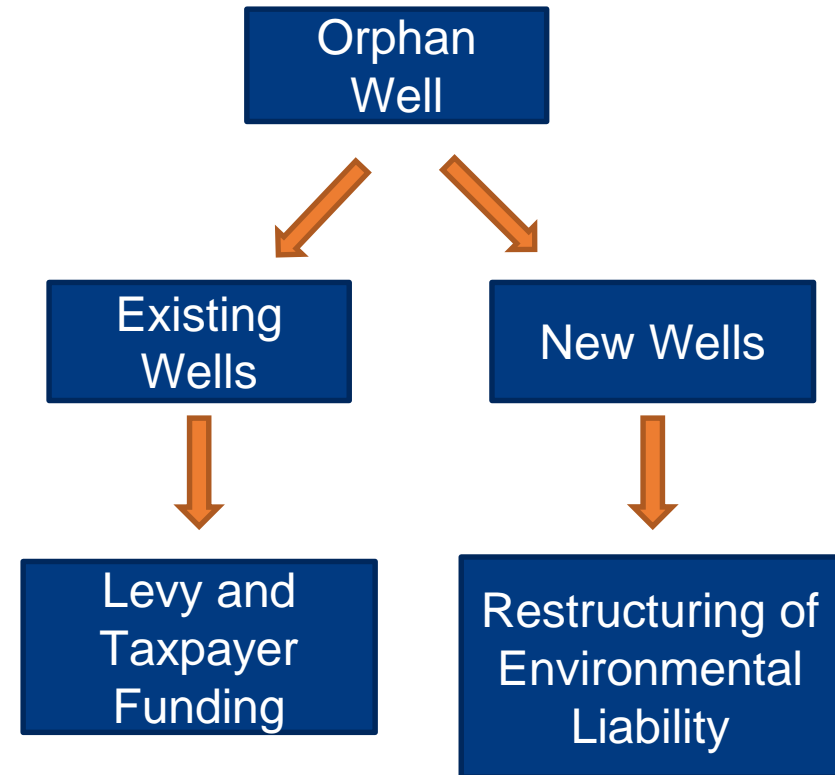 Orphan
Well
Existing
Wells
New Wells
Levy and
Taxpayer
Funding
Restructuring of
Environmental
Liability